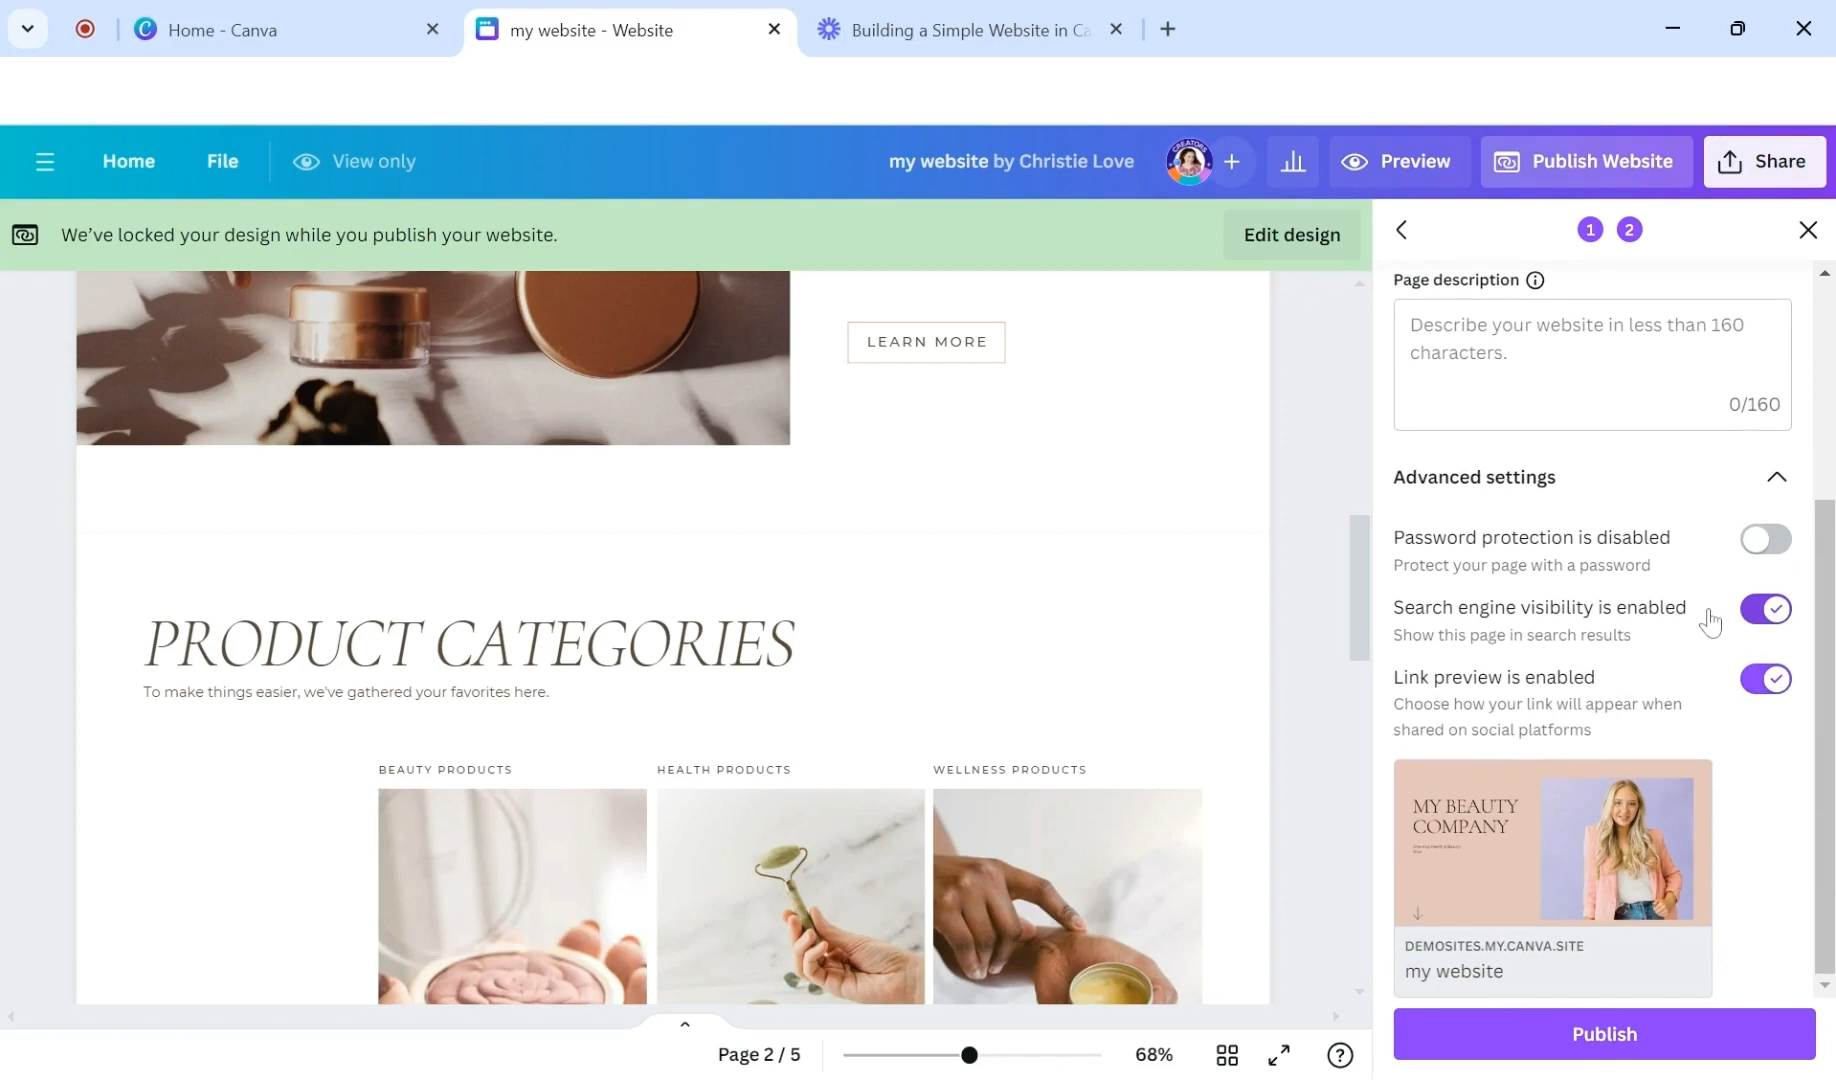 Home - Canva
my website - Website
Building a Simple Website in Ca
Home
File
View only
my website by Christie Love
Preview
Publish Website
Share
We've locked your design while you publish your website.
Edit design
1 2
LEARN MORE
PRODUCT CATEGORIES
To make things easier, we've gathered your favorites here.
BEAUTY PRODUCTS
HEALTH PRODUCTS
WELLNESS PRODUCTS
Page description
Describe your website in less than 160
characters.
0/160
Advanced settings
Password protection is disabled
Protect your page with a password
Search engine visibility is enabled
Show this page in search results
Link preview is enabled
Choose how your link will appear when
shared on social platforms
MY BEAUTY
COMPANY
DEMOSITES.MY.CANVA.SITE
my website
Publish
Page 2 / 5
68%